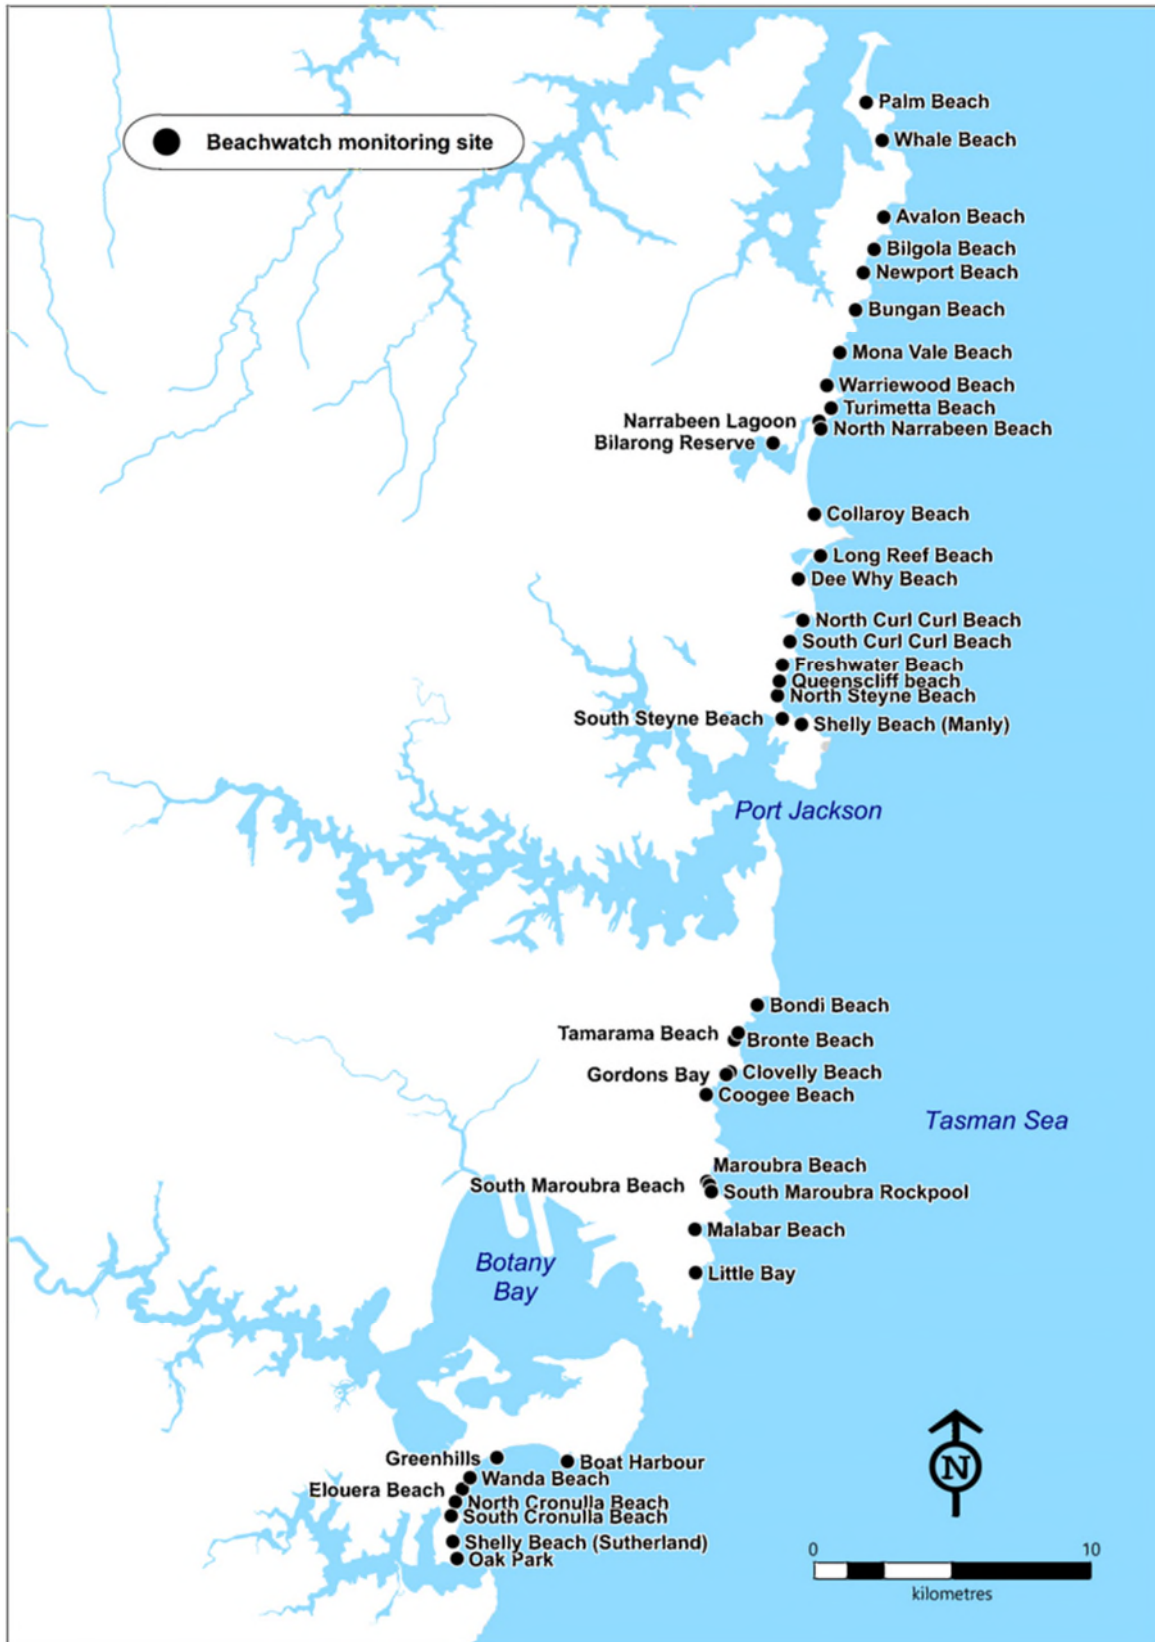 Palm Beach
Beachwatch monitoring site
Whale Beach
Avalon Beach
Bilgola Beach
Newport Beach
Bungan Beach
Mona Vale Beach
Warriewood Beach
Turimetta Beach
Narrabeen Lagoon
North Narrabeen Beach
Bilarong Reserve
Collaroy Beach
Long Reef Beach
Dee Why Beach
North Curl Curl Beach
South Curl Curl Beach
Freshwater Beach
Queenscliff beach
North Steyne Beach
South Steyne Beach
Shelly Beach (Manly)
Port Jackson
Bondi Beach
Tamarama Beach
Bronte Beach
Clovelly Beach
Gordons Bay
Coogee Beach
Tasman Sea
Maroubra Beach
South Maroubra Beach
South Maroubra Rockpool
Malabar Beach
Botany
Bay
Little Bay
Greenhills
Boat Harbour
Wanda Beach
Elouera Beach
North Cronulla Beach
South Cronulla Beach
Shelly Beach (Sutherland)
Oak Park
N
0 10
kilometres